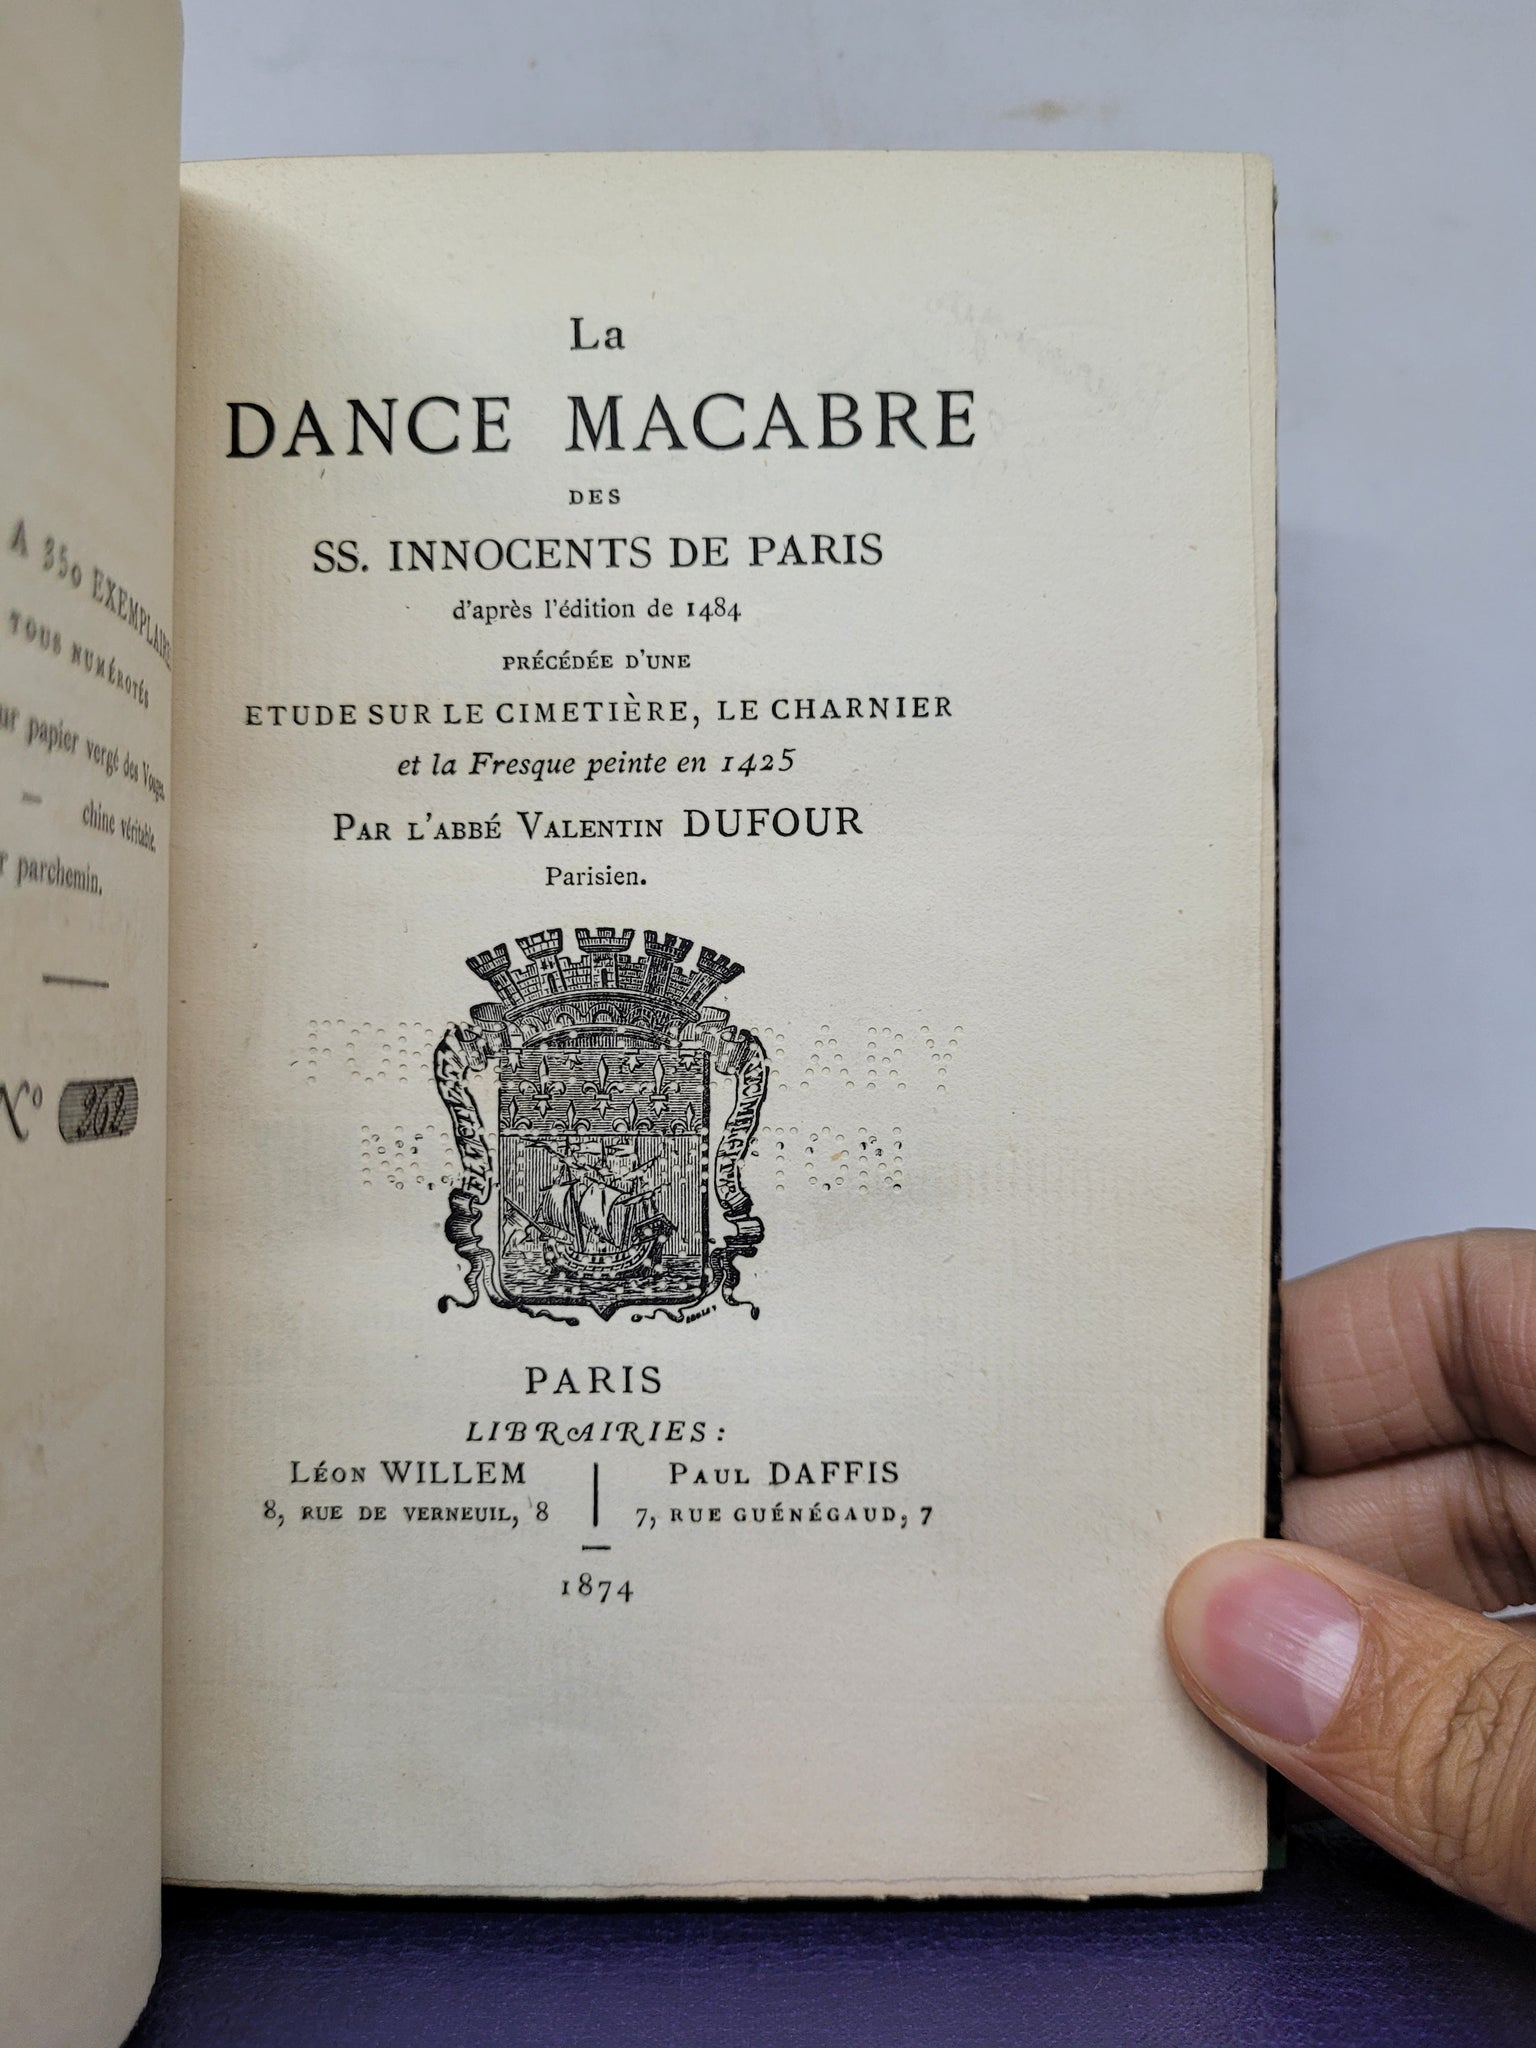 A 350 EXEMPLAIRES
TOUS NUMÉROTÉS
ur papier vergé des Vosges.
— chine véritable.
r parchemin.
N° 262
La
DANCE MACABRE
DES
SS. INNOCENTS DE PARIS
d'après l'édition de 1484
PRÉCÉDÉE D'UNE
ETUDE SUR LE CIMETIÈRE, LE CHARNIER
et la Fresque peinte en 1425
PAR L'ABBÉ VALENTIN DUFOUR
Parisien.
PARIS
LIBRAIRIES:
LÉON WILLEM
8, RUE DE VERNEUIL, 8
PAUL DAFFIS
7, RUE GUÉNÉGAUD, 7
1874